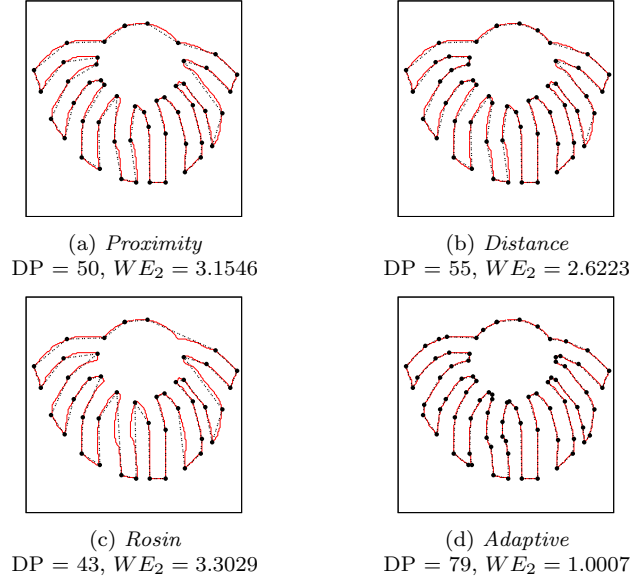 (a) Proximity
DP = 50, WE₂ = 3.1546
(b) Distance
DP = 55, WE₂ = 2.6223
(c) Rosin
DP = 43, WE₂ = 3.3029
(d) Adaptive
DP = 79, WE₂ = 1.0007